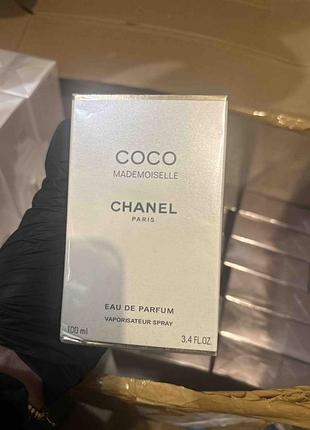 COCO
MADEMOISELLE
CHANEL
PARIS
EAU DE PARFUM
VAPORISATEUR SPRAY
100 ml
3.4 FL.OZ.